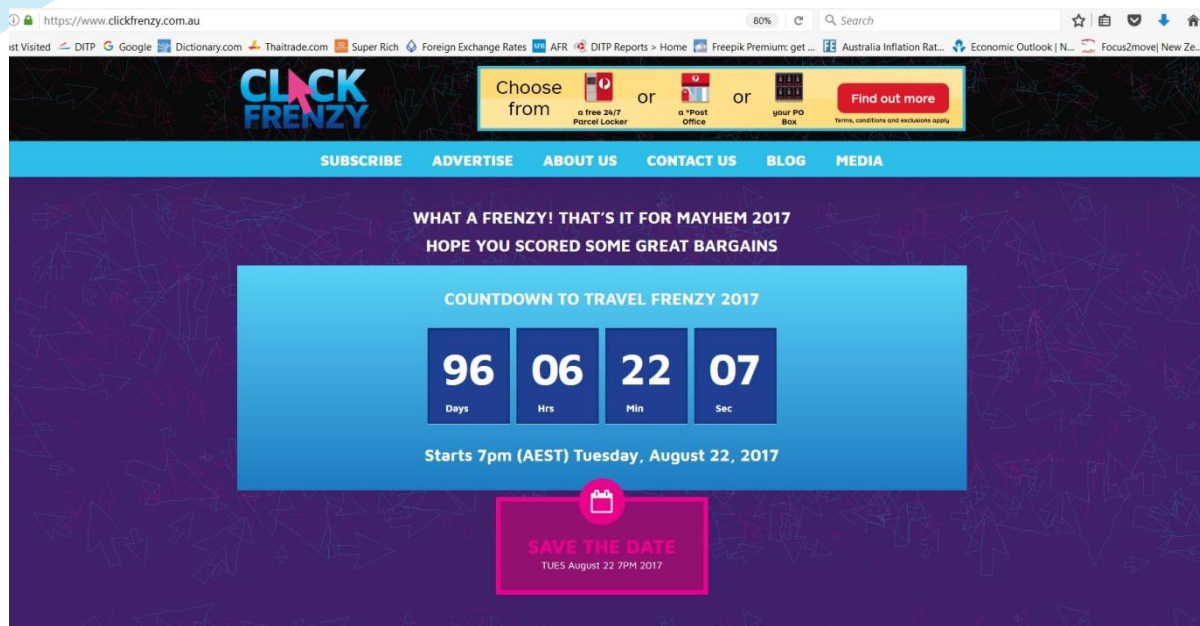 https://www.clickfrenzy.com.au 80% Search
st Visited DITP Google Dictionary.com Thaitrade.com Super Rich Foreign Exchange Rates AFR DITP Reports > Home Freepik Premium: get ... Australia Inflation Rat... Economic Outlook | N... Focus2move| New Ze...
CLICK
FRENZY
Choose
from
a free 24/7
Parcel Locker
or
a *Post
Office
or
your PO
Box
Find out more
Terms, conditions and exclusions apply
SUBSCRIBE ADVERTISE ABOUT US CONTACT US BLOG MEDIA
WHAT A FRENZY! THAT'S IT FOR MAYHEM 2017
HOPE YOU SCORED SOME GREAT BARGAINS
COUNTDOWN TO TRAVEL FRENZY 2017
96 06 22 07
Days Hrs Min Sec
Starts 7pm (AEST) Tuesday, August 22, 2017
SAVE THE DATE
TUES August 22 7PM 2017